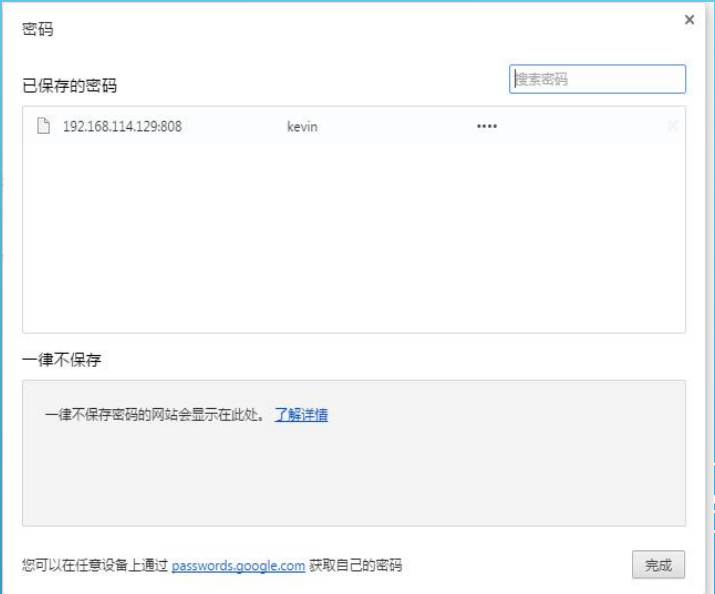 密码
已保存的密码
搜索密码
192.168.114.129:808 kevin ••••
一律不保存
一律不保存密码的网站会显示在此处。 了解详情
您可以在任意设备上通过 passwords.google.com 获取自己的密码
完成